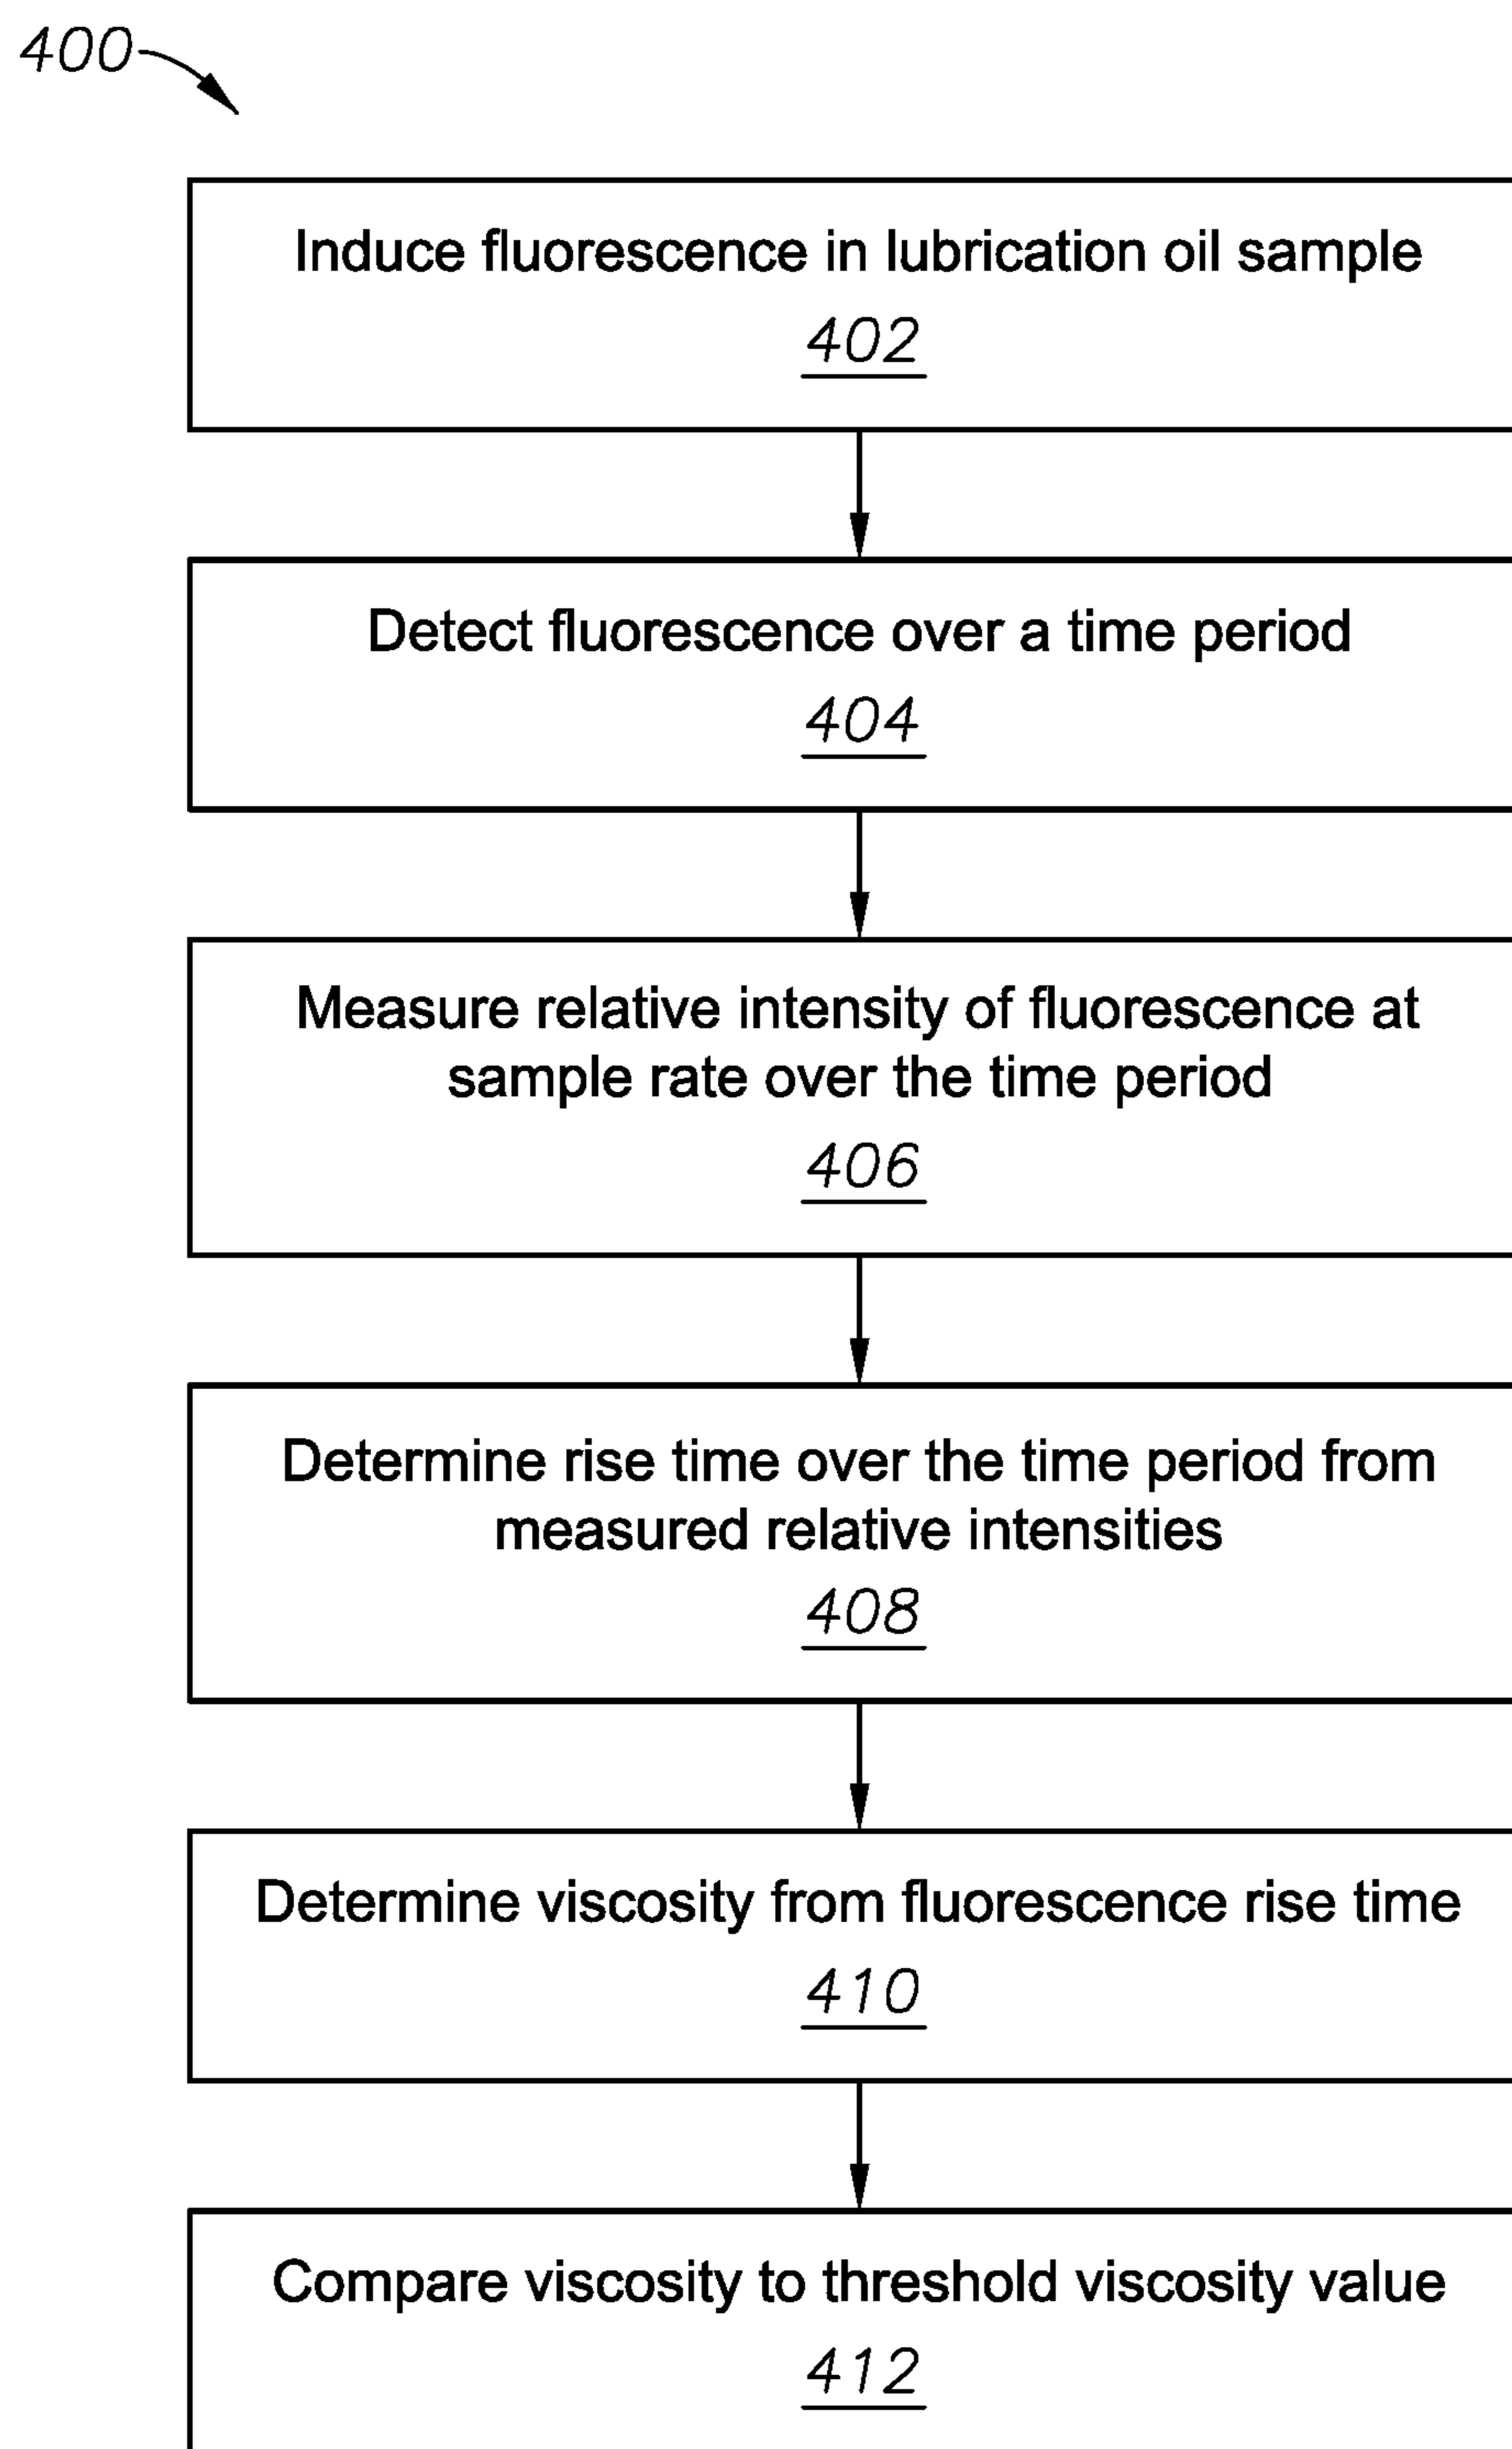 400
Induce fluorescence in lubrication oil sample
402
Detect fluorescence over a time period
404
Measure relative intensity of fluorescence at
sample rate over the time period
406
Determine rise time over the time period from
measured relative intensities
408
Determine viscosity from fluorescence rise time
410
Compare viscosity to threshold viscosity value
412